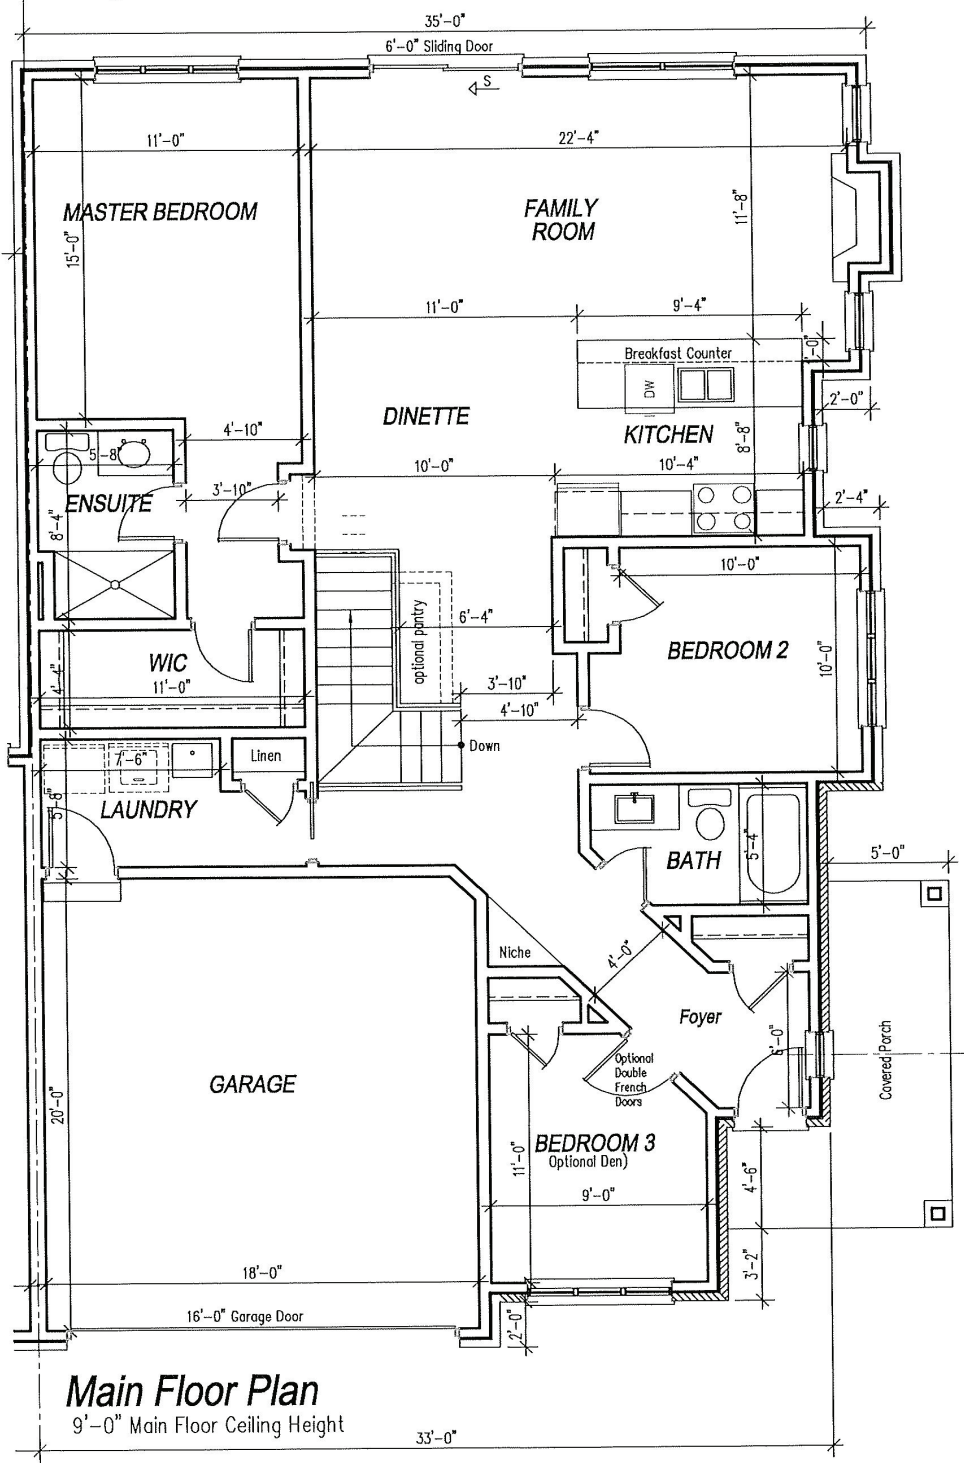 35'-0"
6'-0" Sliding Door
S
11'-0"
22'-4"
MASTER BEDROOM
FAMILY
ROOM
11'-8"
15'-0"
11'-0"
9'-4"
Breakfast Counter
DW
2'-0"
DINETTE
KITCHEN
8'-8"
4'-10"
5'-8"
10'-0"
10'-4"
3'-10"
ENSUITE
8'-4"
2'-4"
10'-0"
optional pantry
6'-4"
BEDROOM 2
10'-0"
WIC
11'-0"
4'-4"
3'-10"
4'-10"
Down
7'-6"
Linen
LAUNDRY
5'-8"
BATH
5'-4"
5'-0"
Niche
4'-0"
Foyer
6'-0"
Covered Porch
Optional
Double
French
Doors
GARAGE
20'-0"
BEDROOM 3
Optional Den)
11'-0"
9'-0"
4'-6"
3'-2"
18'-0"
16'-0" Garage Door
2'-0"
Main Floor Plan
9'-0" Main Floor Ceiling Height
33'-0"